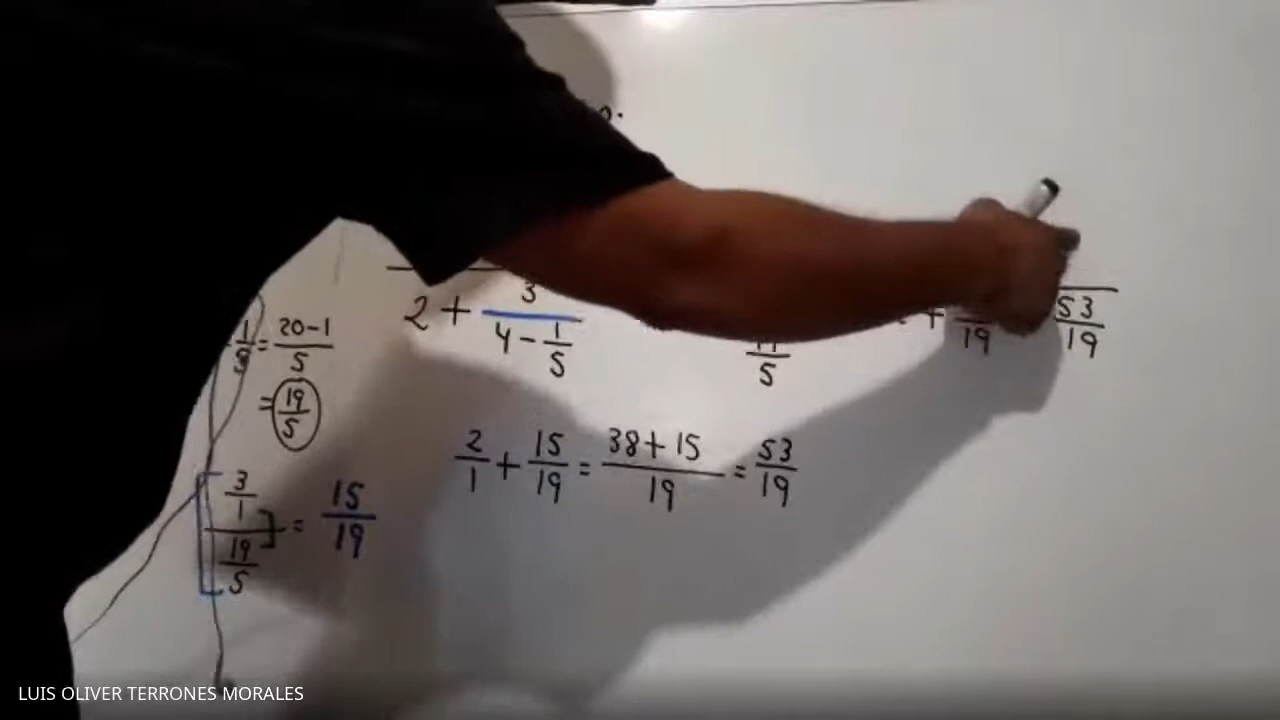 2 + 3/(4 - 1/5)
/5
+ /19
53/19
1/ = (20-1)/5
= 19/5
2/1 + 15/19 = (38+15)/19 = 53/19
[(3/1)/(19/5)] = 15/19
LUIS OLIVER TERRONES MORALES